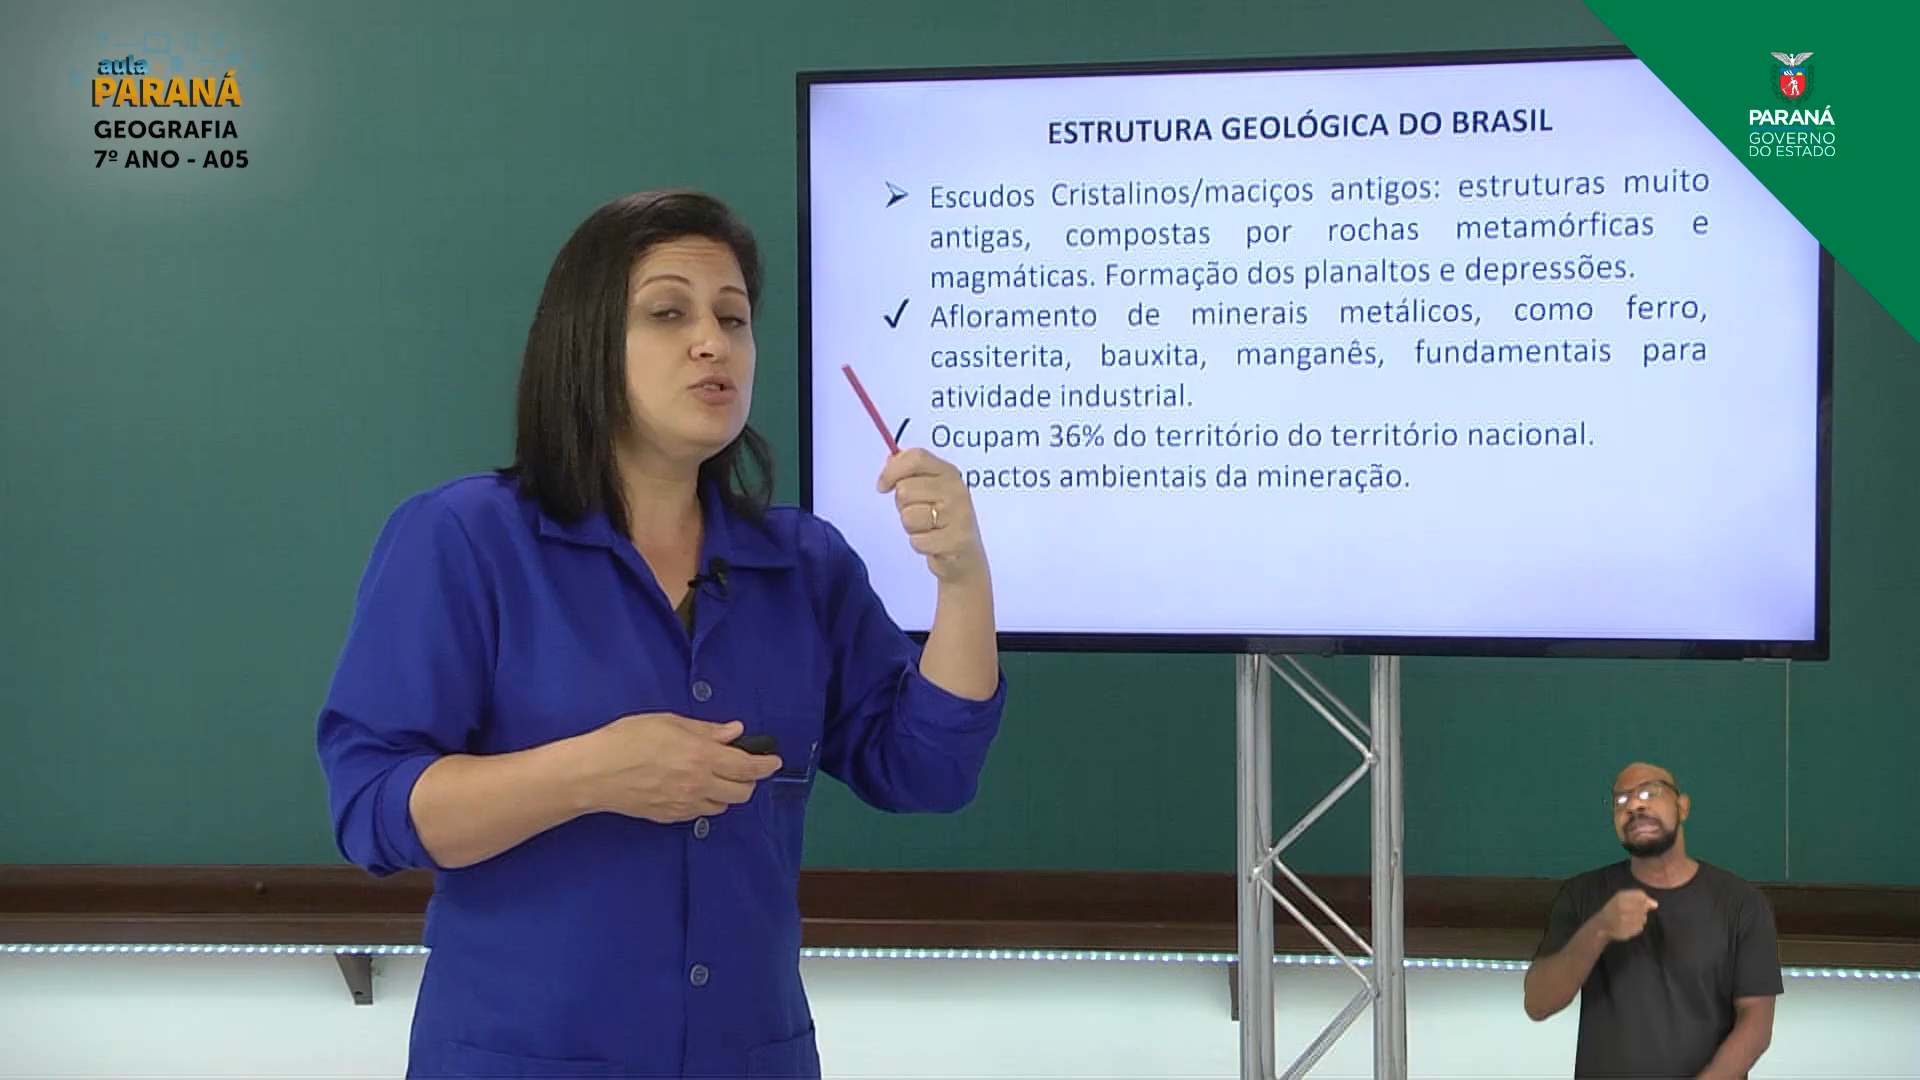 aula
PARANÁ
GEOGRAFIA
7º ANO - A05
PARANÁ
GOVERNO
DO ESTADO
ESTRUTURA GEOLÓGICA DO BRASIL
➢ Escudos Cristalinos/maciços antigos: estruturas muito
antigas, compostas por rochas metamórficas e
magmáticas. Formação dos planaltos e depressões.
✓ Afloramento de minerais metálicos, como ferro,
cassiterita, bauxita, manganês, fundamentais para
atividade industrial.
✓ Ocupam 36% do território do território nacional.
pactos ambientais da mineração.